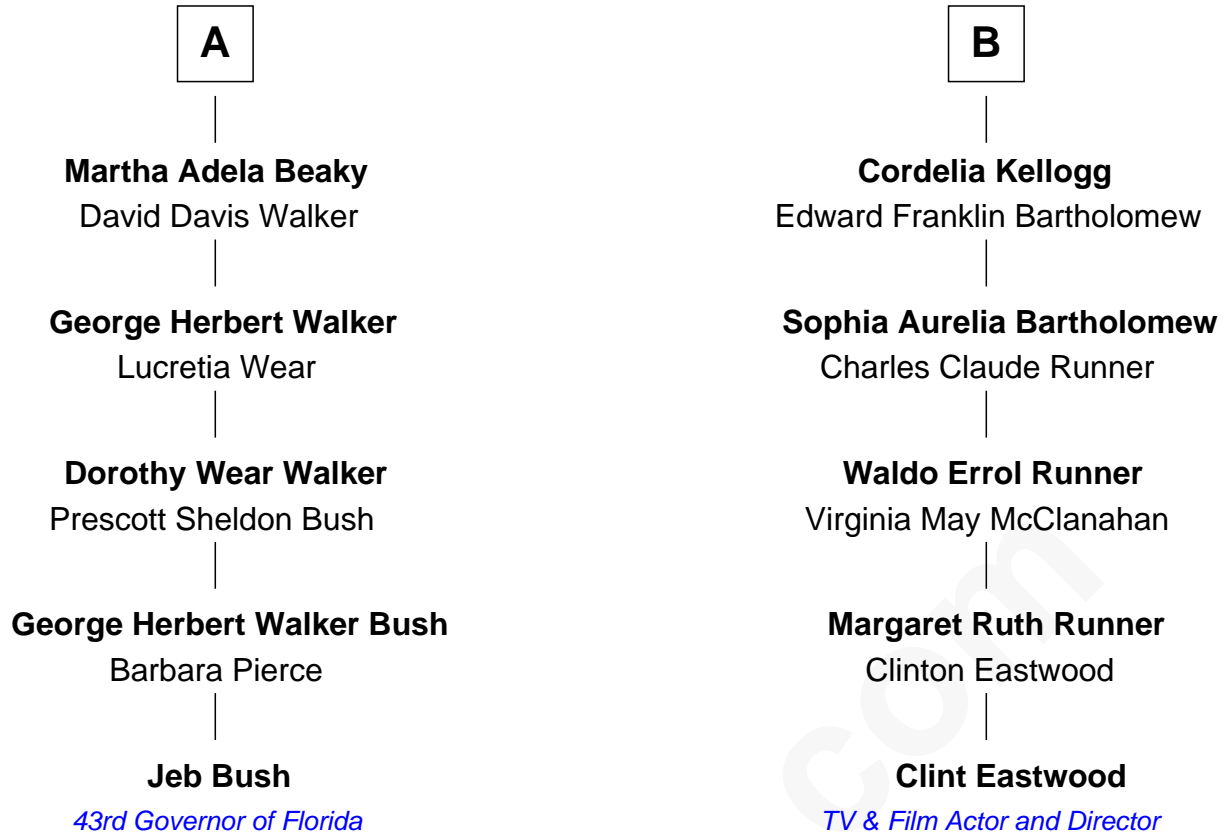 A
Martha Adela Beaky
David Davis Walker
George Herbert Walker
Lucretia Wear
Dorothy Wear Walker
Prescott Sheldon Bush
George Herbert Walker Bush
Barbara Pierce
Jeb Bush
43rd Governor of Florida
B
Cordelia Kellogg
Edward Franklin Bartholomew
Sophia Aurelia Bartholomew
Charles Claude Runner
Waldo Errol Runner
Virginia May McClanahan
Margaret Ruth Runner
Clinton Eastwood
Clint Eastwood
TV & Film Actor and Director
com